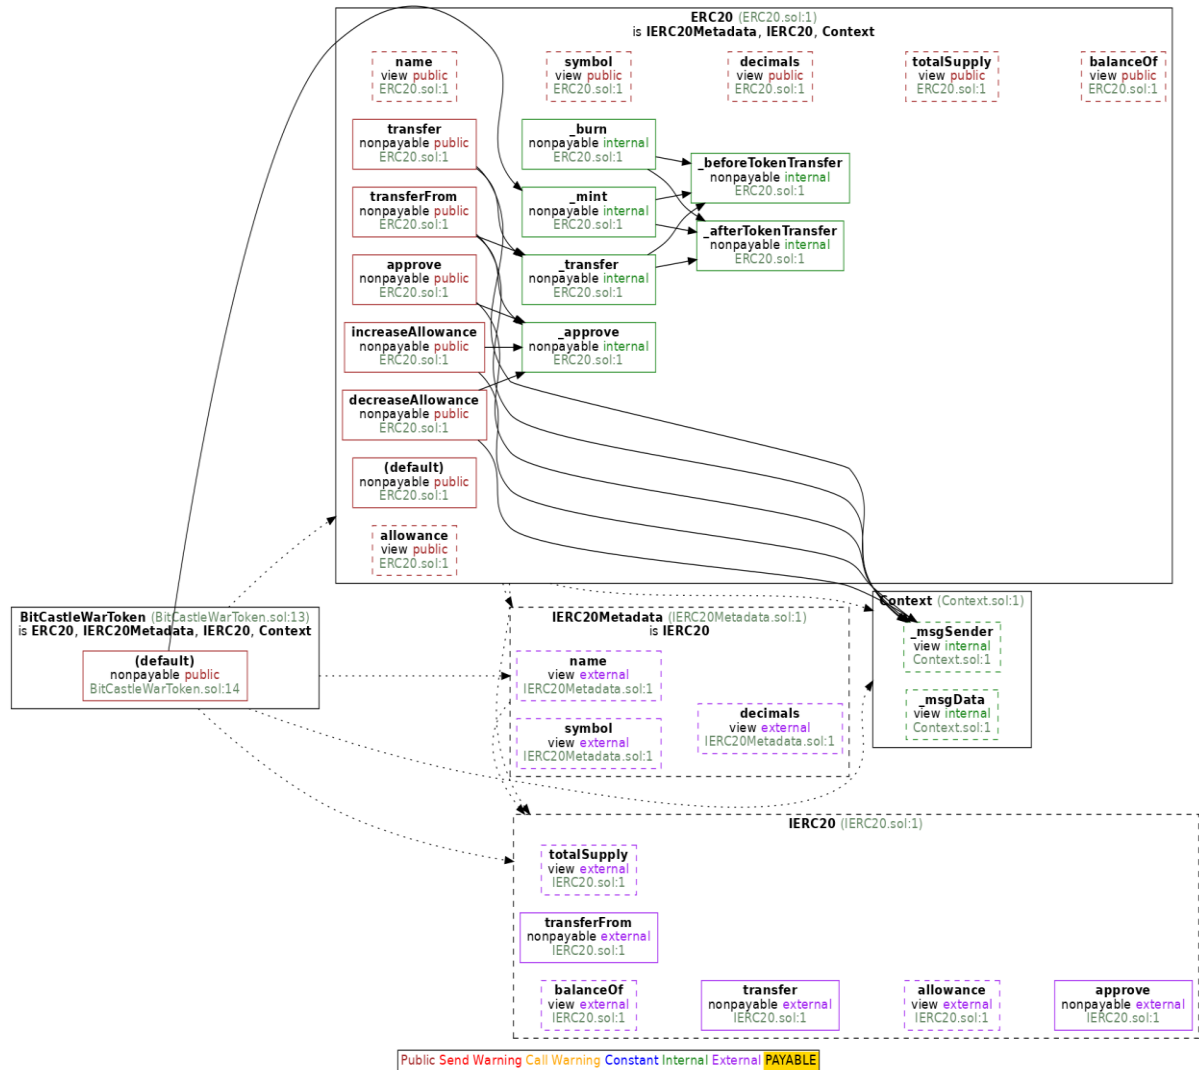 ERC20 (ERC20.sol:1)
is IERC20Metadata, IERC20, Context
name
view public
ERC20.sol:1
symbol
view public
ERC20.sol:1
decimals
view public
ERC20.sol:1
totalSupply
view public
ERC20.sol:1
balanceOf
view public
ERC20.sol:1
transfer
nonpayable public
ERC20.sol:1
_burn
nonpayable internal
ERC20.sol:1
_beforeTokenTransfer
nonpayable internal
ERC20.sol:1
transferFrom
nonpayable public
ERC20.sol:1
_mint
nonpayable internal
ERC20.sol:1
_afterTokenTransfer
nonpayable internal
ERC20.sol:1
approve
nonpayable public
ERC20.sol:1
_transfer
nonpayable internal
ERC20.sol:1
increaseAllowance
nonpayable public
ERC20.sol:1
_approve
nonpayable internal
ERC20.sol:1
decreaseAllowance
nonpayable public
ERC20.sol:1
(default)
nonpayable public
ERC20.sol:1
allowance
view public
ERC20.sol:1
BitCastleWarToken (BitCastleWarToken.sol:13)
is ERC20, IERC20Metadata, IERC20, Context
(default)
nonpayable public
BitCastleWarToken.sol:14
IERC20Metadata (IERC20Metadata.sol:1)
is IERC20
name
view external
IERC20Metadata.sol:1
symbol
view external
IERC20Metadata.sol:1
decimals
view external
IERC20Metadata.sol:1
Context (Context.sol:1)
_msgSender
view internal
Context.sol:1
_msgData
view internal
Context.sol:1
IERC20 (IERC20.sol:1)
totalSupply
view external
IERC20.sol:1
transferFrom
nonpayable external
IERC20.sol:1
balanceOf
view external
IERC20.sol:1
transfer
nonpayable external
IERC20.sol:1
allowance
view external
IERC20.sol:1
approve
nonpayable external
IERC20.sol:1
Public Send Warning Call Warning Constant Internal External PAYABLE